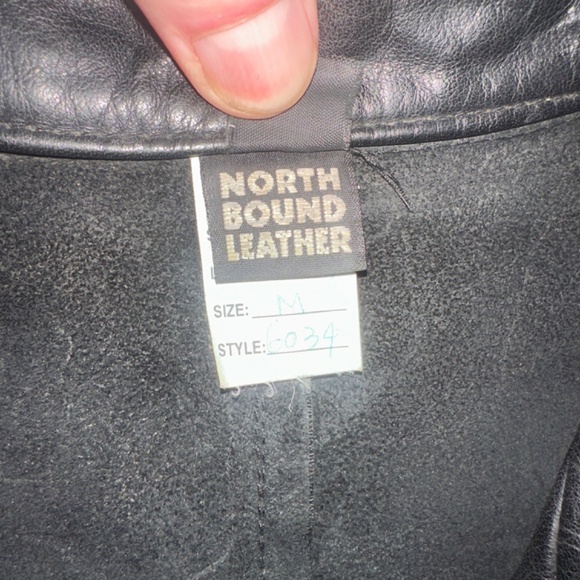 NORTH
BOUND
LEATHER
SIZE: M
STYLE: 6034